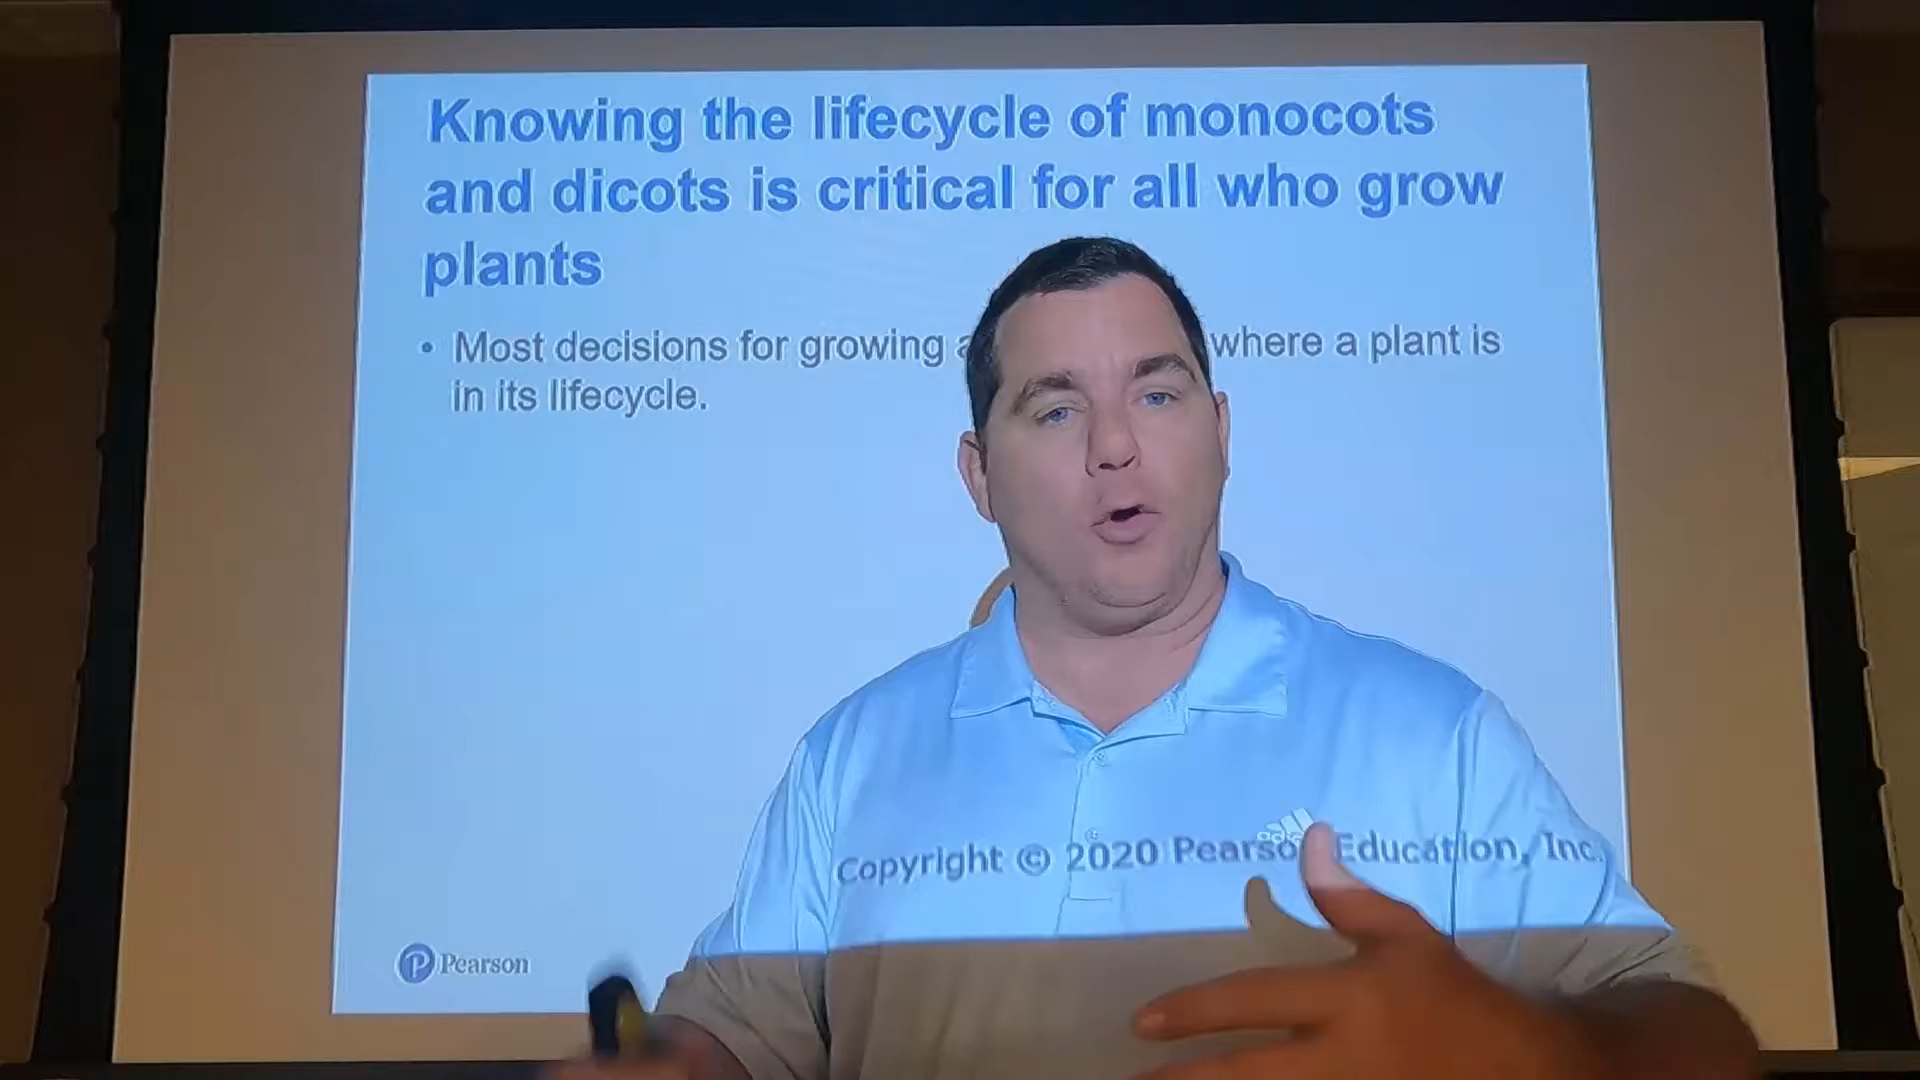 Knowing the lifecycle of monocots
and dicots is critical for all who grow
plants
• Most decisions for growing where a plant is
in its lifecycle.
Copyright © 2020 Pearson Education, Inc.
Pearson